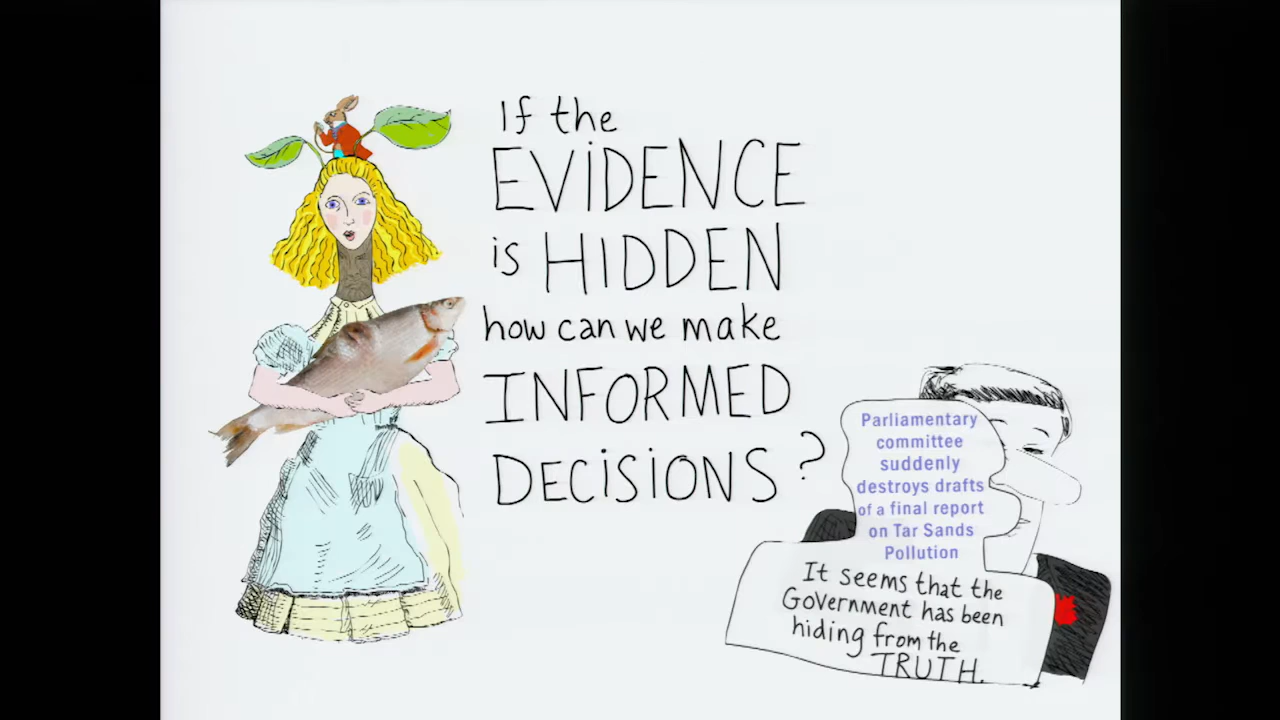 If the
EViDENCE
is HIDDEN
how can we make
INFORMED
DECiSiONS?
Parliamentary
committee
suddenly
destroys drafts
of a final report
on Tar Sands
Pollution
It seems that the
Government has been
hiding from the
TRUTH.